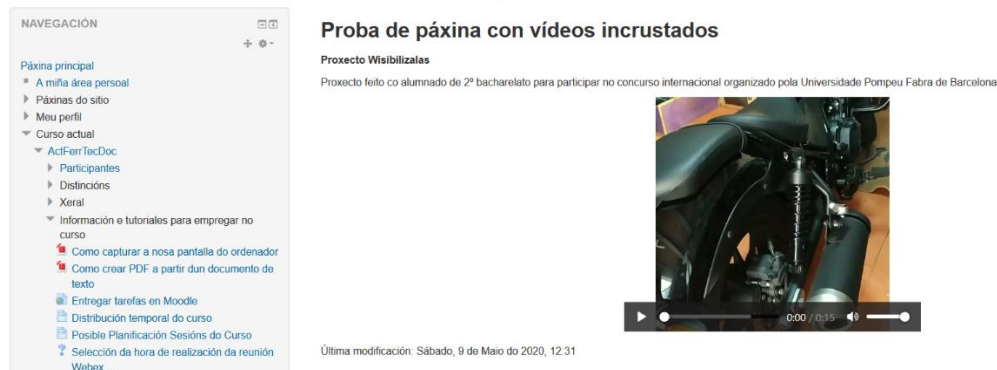 NAVEGACIÓN
Páxina principal
A miña área persoal
Páxinas do sitio
Meu perfil
Curso actual
ActFerrTecDoc
Participantes
Distincións
Xeral
Información e tutoriales para empregar no
curso
Como capturar a nosa pantalla do ordenador
Como crear PDF a partir dun documento de
texto
Entregar tarefas en Moodle
Distribución temporal do curso
Posible Planificación Sesións do Curso
Selección da hora de realización da reunión
Webex
Proba de páxina con vídeos incrustados
Proxecto Wisibilizalas
Proxecto feito co alumnado de 2º bacharelato para participar no concurso internacional organizado pola Universidade Pompeu Fabra de Barcelona
0:00 / 0:15
Última modificación: Sábado, 9 de Maio do 2020, 12:31